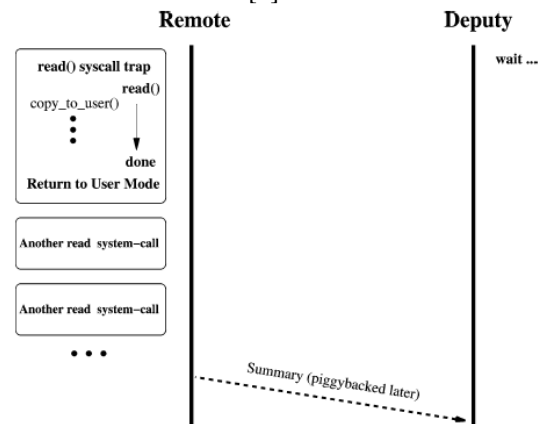 Remote
Deputy
read() syscall trap
wait ...
read()
copy_to_user()
done
Return to User Mode
Another read system-call
Another read system-call
Summary (piggybacked later)